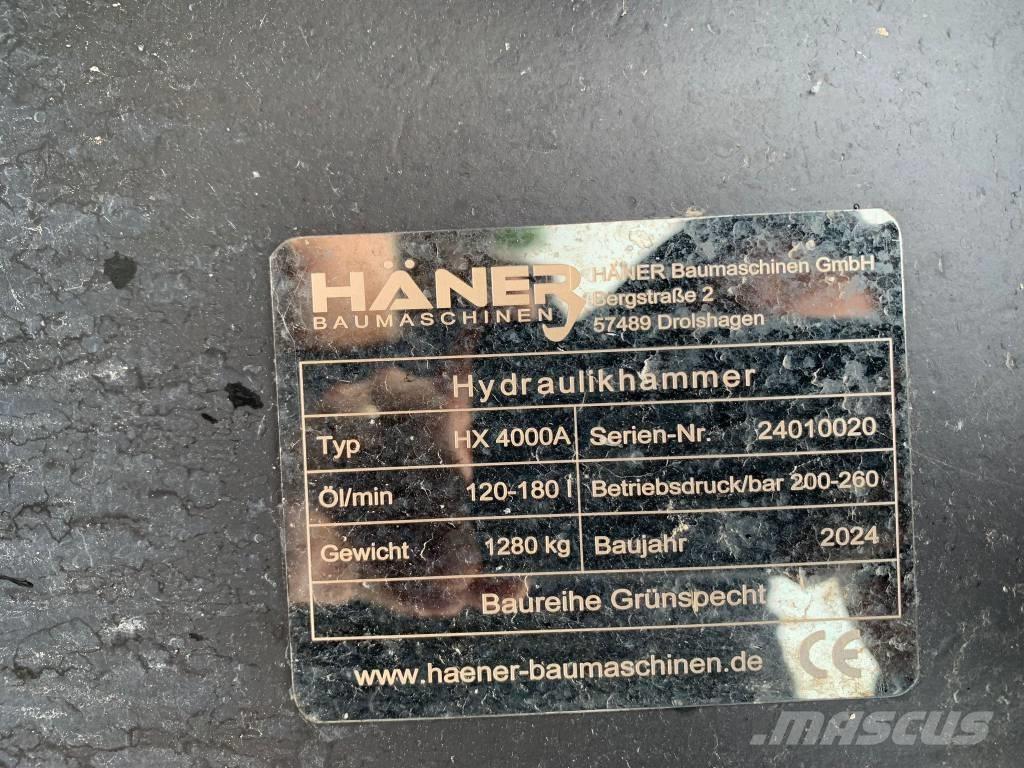 HÄNER
BAUMASCHINEN
HÄNER Baumaschinen GmbH
Bergstraße 2
57489 Drolshagen
Hydraulikhammer
Typ HX 4000A Serien-Nr. 24010020
Öl/min 120-180 l Betriebsdruck/bar 200-260
Gewicht 1280 kg Baujahr 2024
Baureihe Grünspecht
www.haener-baumaschinen.de CE
MASCUS